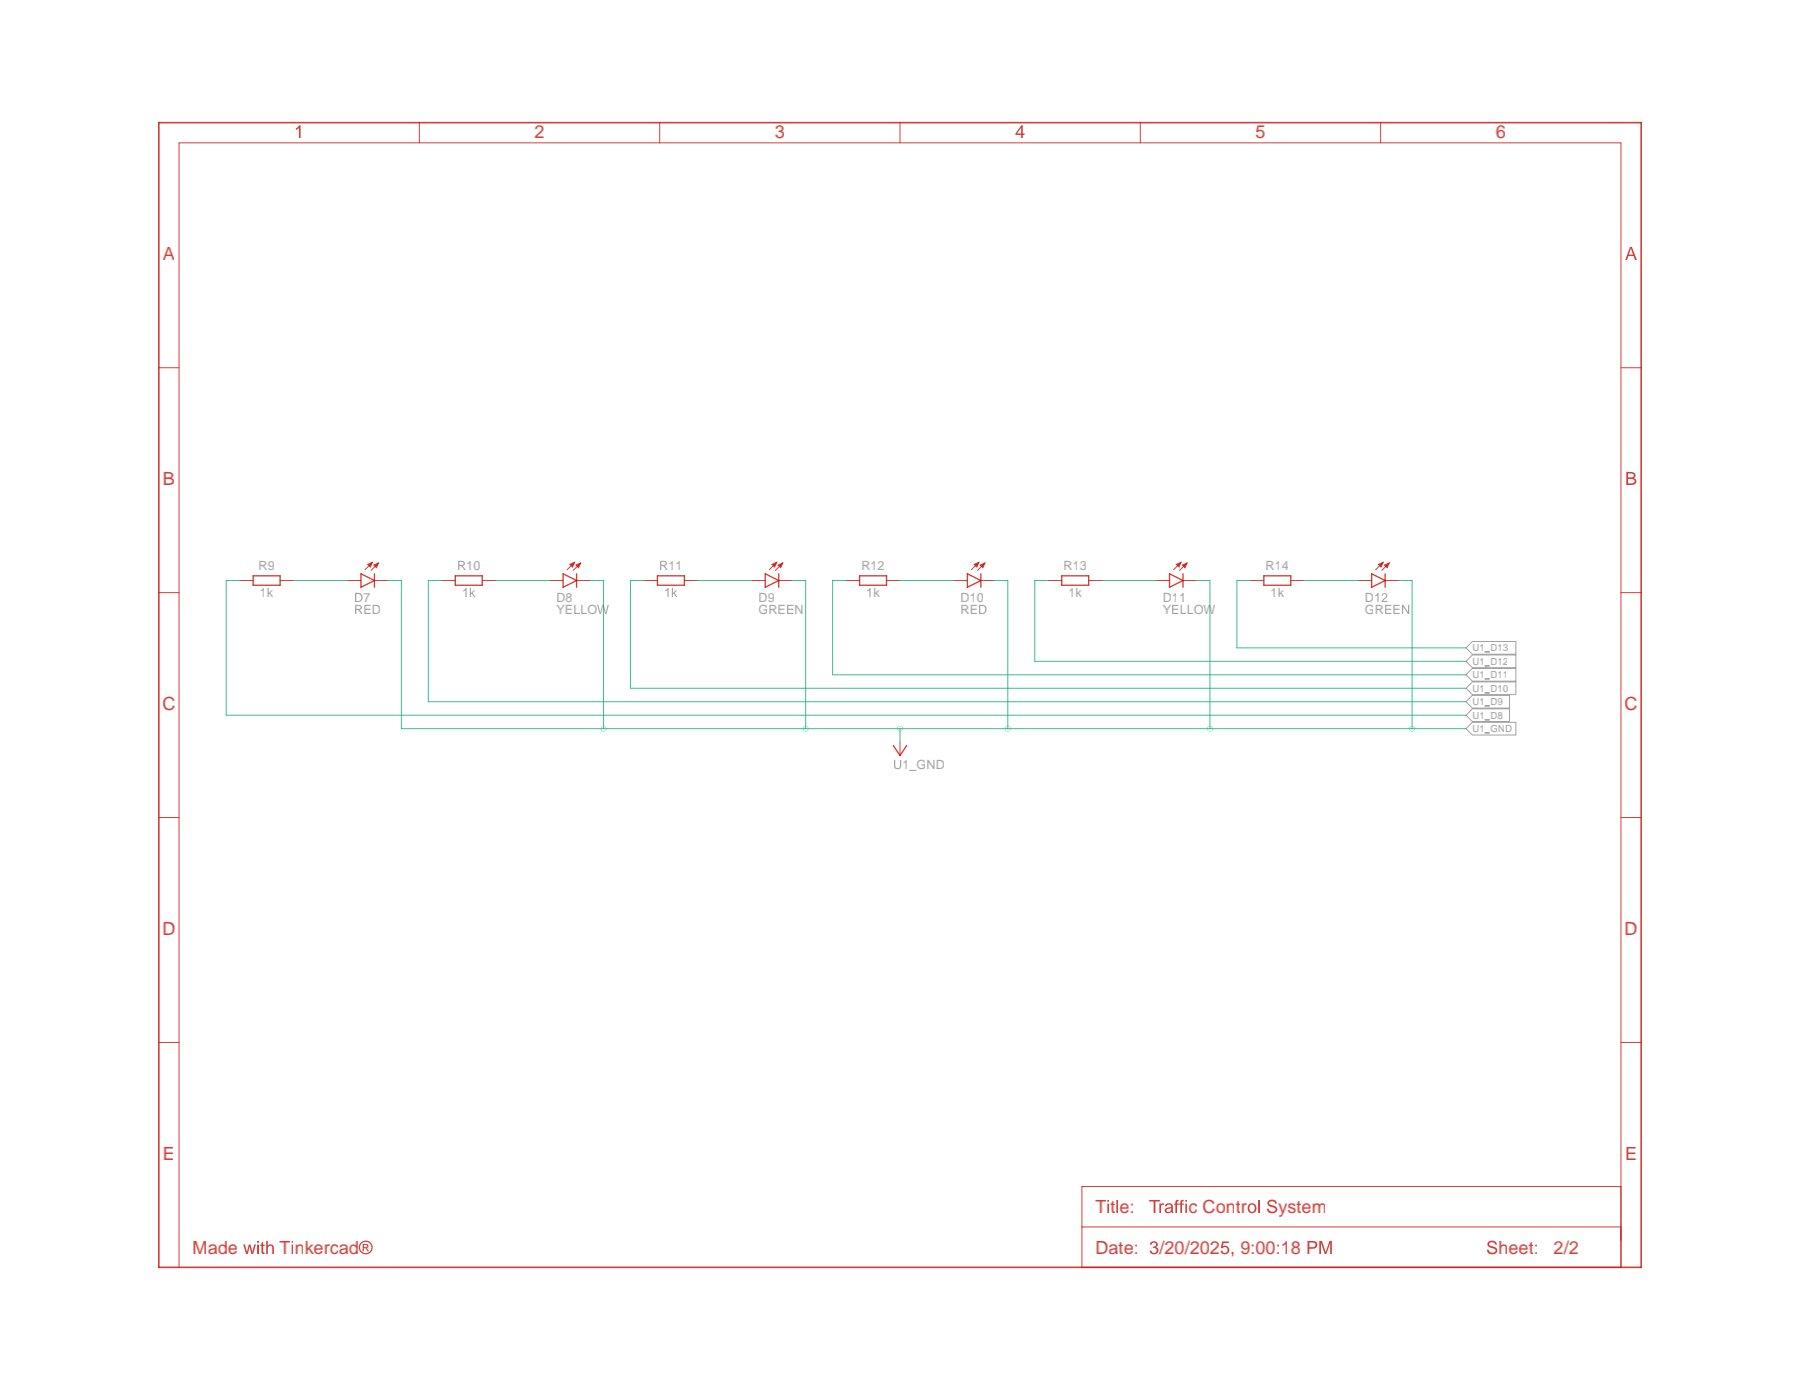 1 2 3 4 5 6
A A
B B
R9 R10 R11 R12 R13 R14
1k 1k 1k 1k 1k 1k
D7 D8 D9 D10 D11 D12
RED YELLOW GREEN RED YELLOW GREEN
U1_D13
U1_D12
U1_D11
U1_D10
U1_D9
C C
U1_D8
U1_GND
U1_GND
D D
E E
Title: Traffic Control System
Made with Tinkercad®
Date: 3/20/2025, 9:00:18 PM Sheet: 2/2